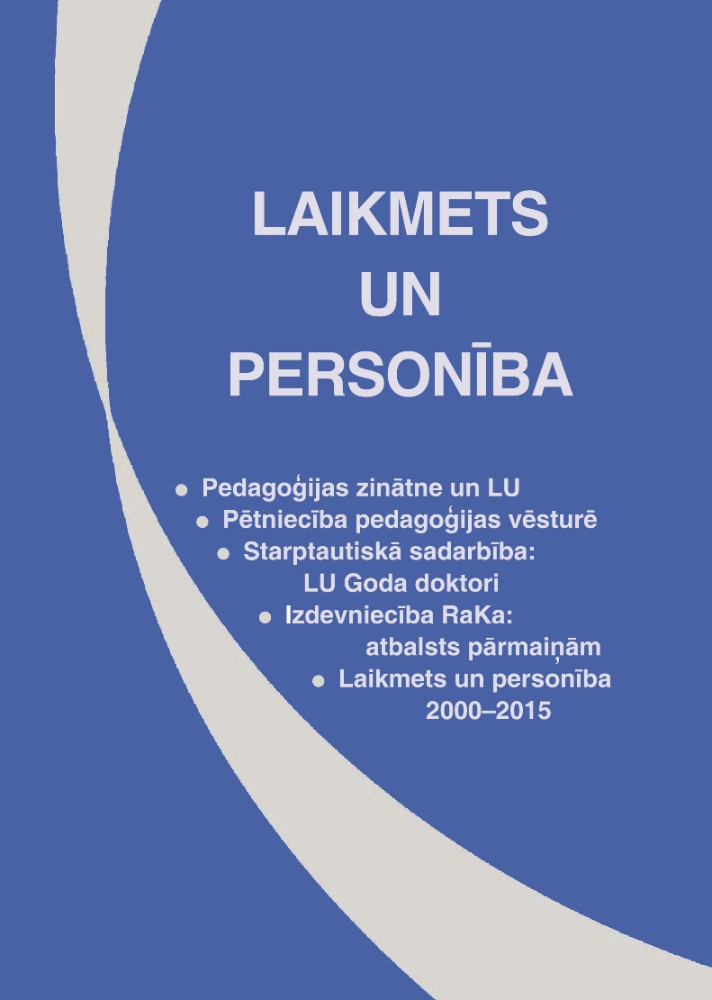 LAIKMETS
UN
PERSONĪBA
● Pedagoģijas zinātne un LU
● Pētniecība pedagoģijas vēsturē
● Starptautiskā sadarbība:
LU Goda doktori
● Izdevniecība RaKa:
atbalsts pārmaiņām
● Laikmets un personība
2000–2015